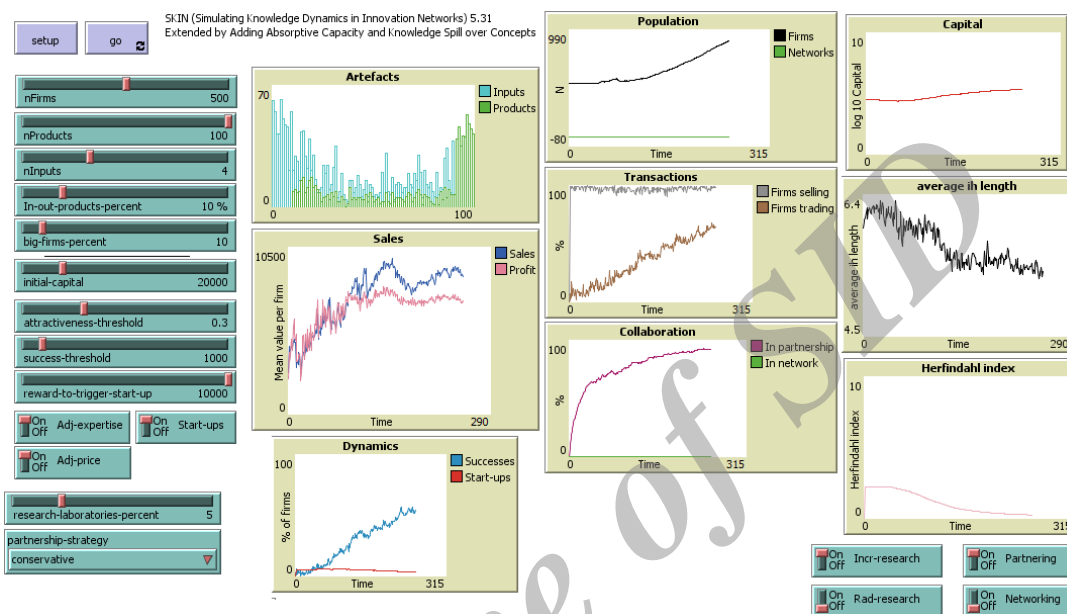 SKIN (Simulating Knowledge Dynamics in Innovation Networks) 5.31
Extended by Adding Absorptive Capacity and Knowledge Spill over Concepts
setup
go
nFirms 500
nProducts 100
nInputs 4
In-out-products-percent 10 %
big-firms-percent 10
initial-capital 20000
attractiveness-threshold 0.3
success-threshold 1000
reward-to-trigger-start-up 10000
On
Off
Adj-expertise
On
Off
Start-ups
On
Off
Adj-price
research-laboratories-percent 5
partnership-strategy
conservative
Artefacts
70
0
0 100
Inputs
Products
Sales
10500
0
Mean value per firm
0 Time 290
Sales
Profit
Dynamics
100
0
% of firms
0 Time 315
Successes
Start-ups
Population
990
-80
N
0 Time 315
Firms
Networks
Transactions
100
0
%
0 Time 315
Firms selling
Firms trading
Collaboration
100
0
%
0 Time 315
In partnership
In network
Capital
10
0
log 10 Capital
0 Time 315
average ih length
6.4
4.5
average ih length
0 Time 290
Herfindahl index
10
0
Herfindahl index
0 Time 315
On
Off
Incr-research
On
Off
Partnering
On
Off
Rad-research
On
Off
Networking
e of SID